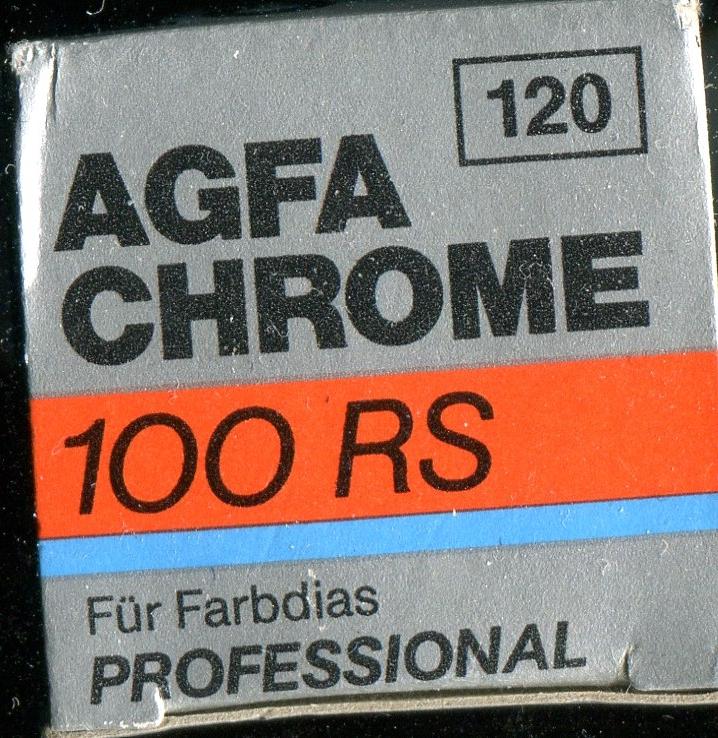 120
AGFA
CHROME
100 RS
Für Farbdias
PROFESSIONAL